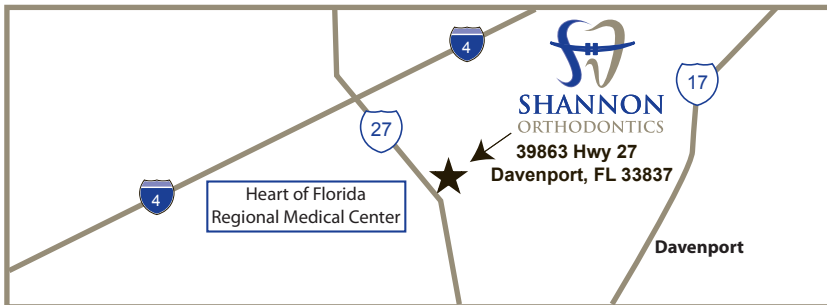 4
17
SHANNON
ORTHODONTICS
27
39863 Hwy 27
Davenport, FL 33837
Heart of Florida
Regional Medical Center
4
Davenport